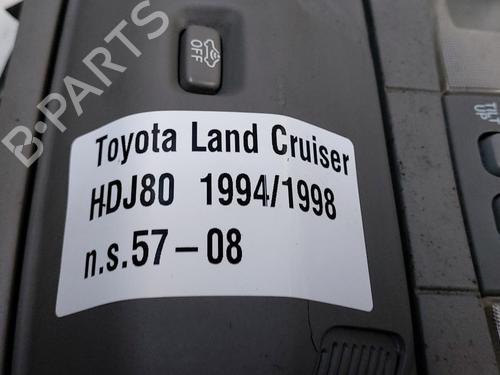 B-PARTS
OFF
Toyota Land Cruiser
HDJ80 1994/1998
n.s.57-08